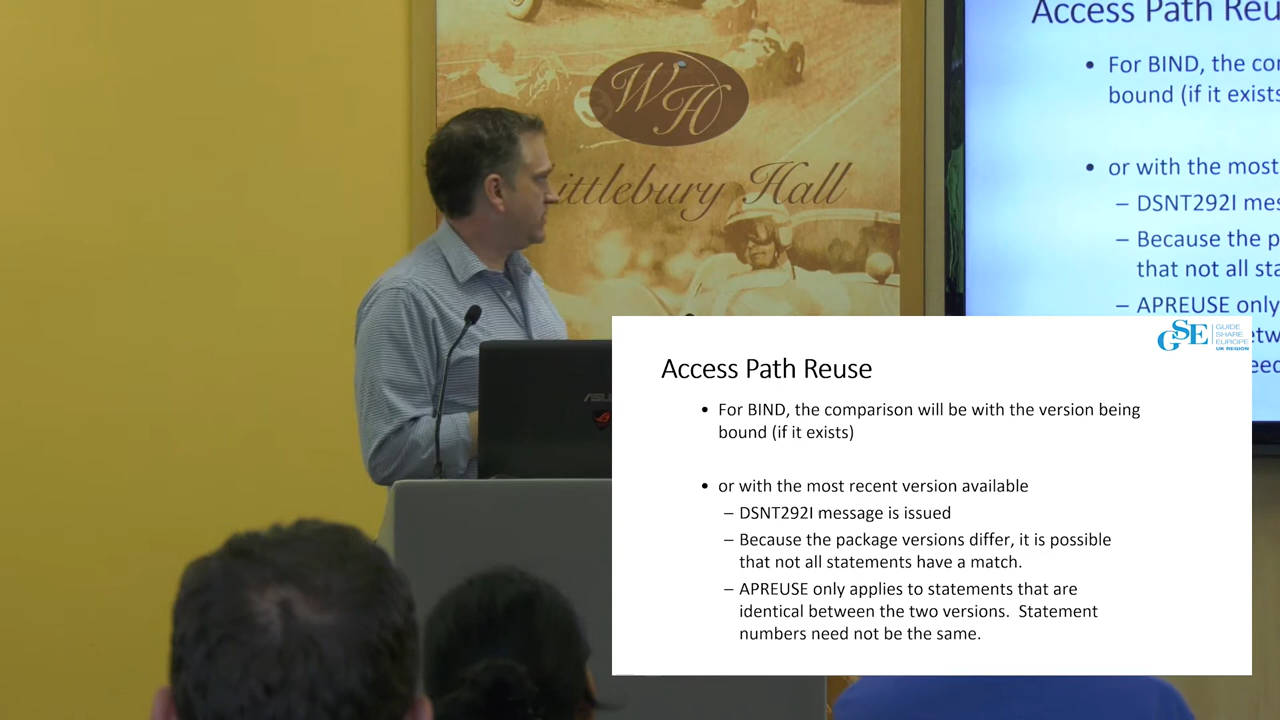 WH
ittlebury Hall
Access Path Reu
• For BIND, the co
bound (if it exists
• or with the most
– DSNT292I mes
– Because the p
that not all sta
– APREUSE only
ASUS
GSE GUIDE
SHARE
EUROPE
UK REGION
Access Path Reuse
• For BIND, the comparison will be with the version being
bound (if it exists)
• or with the most recent version available
– DSNT292I message is issued
– Because the package versions differ, it is possible
that not all statements have a match.
– APREUSE only applies to statements that are
identical between the two versions. Statement
numbers need not be the same.